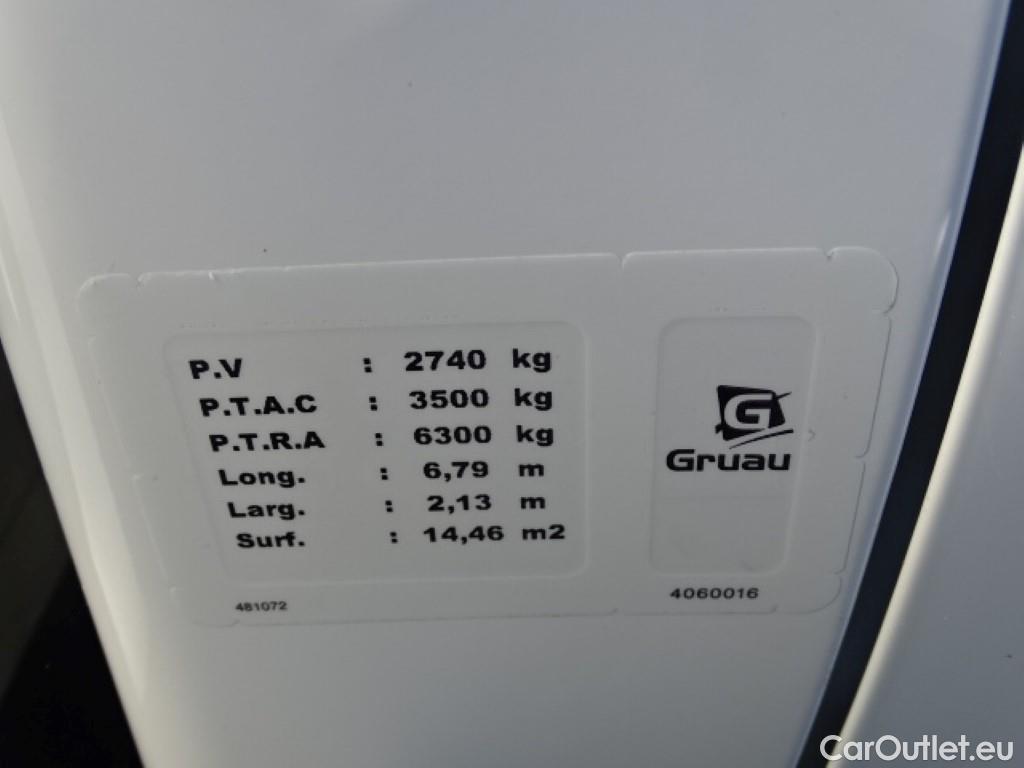 P.V : 2740 kg
P.T.A.C : 3500 kg
P.T.R.A : 6300 kg
Long. : 6,79 m
Larg. : 2,13 m
Surf. : 14,46 m2
481072
G
Gruau
4060016
CarOutlet.eu